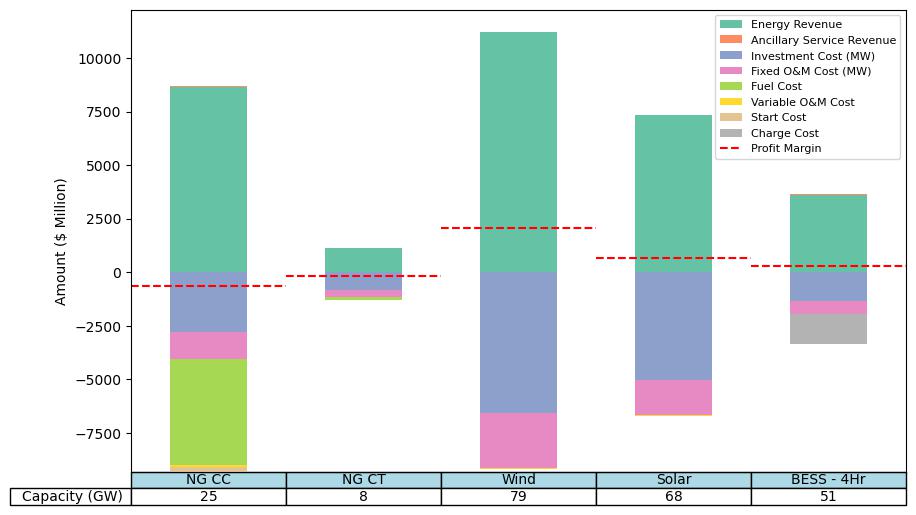 Energy Revenue
Ancillary Service Revenue
Investment Cost (MW)
Fixed O&M Cost (MW)
Fuel Cost
Variable O&M Cost
Start Cost
Charge Cost
Profit Margin
Amount ($ Million)
10000
7500
5000
2500
0
−2500
−5000
−7500
NG CC NG CT Wind Solar BESS - 4Hr
Capacity (GW) 25 8 79 68 51